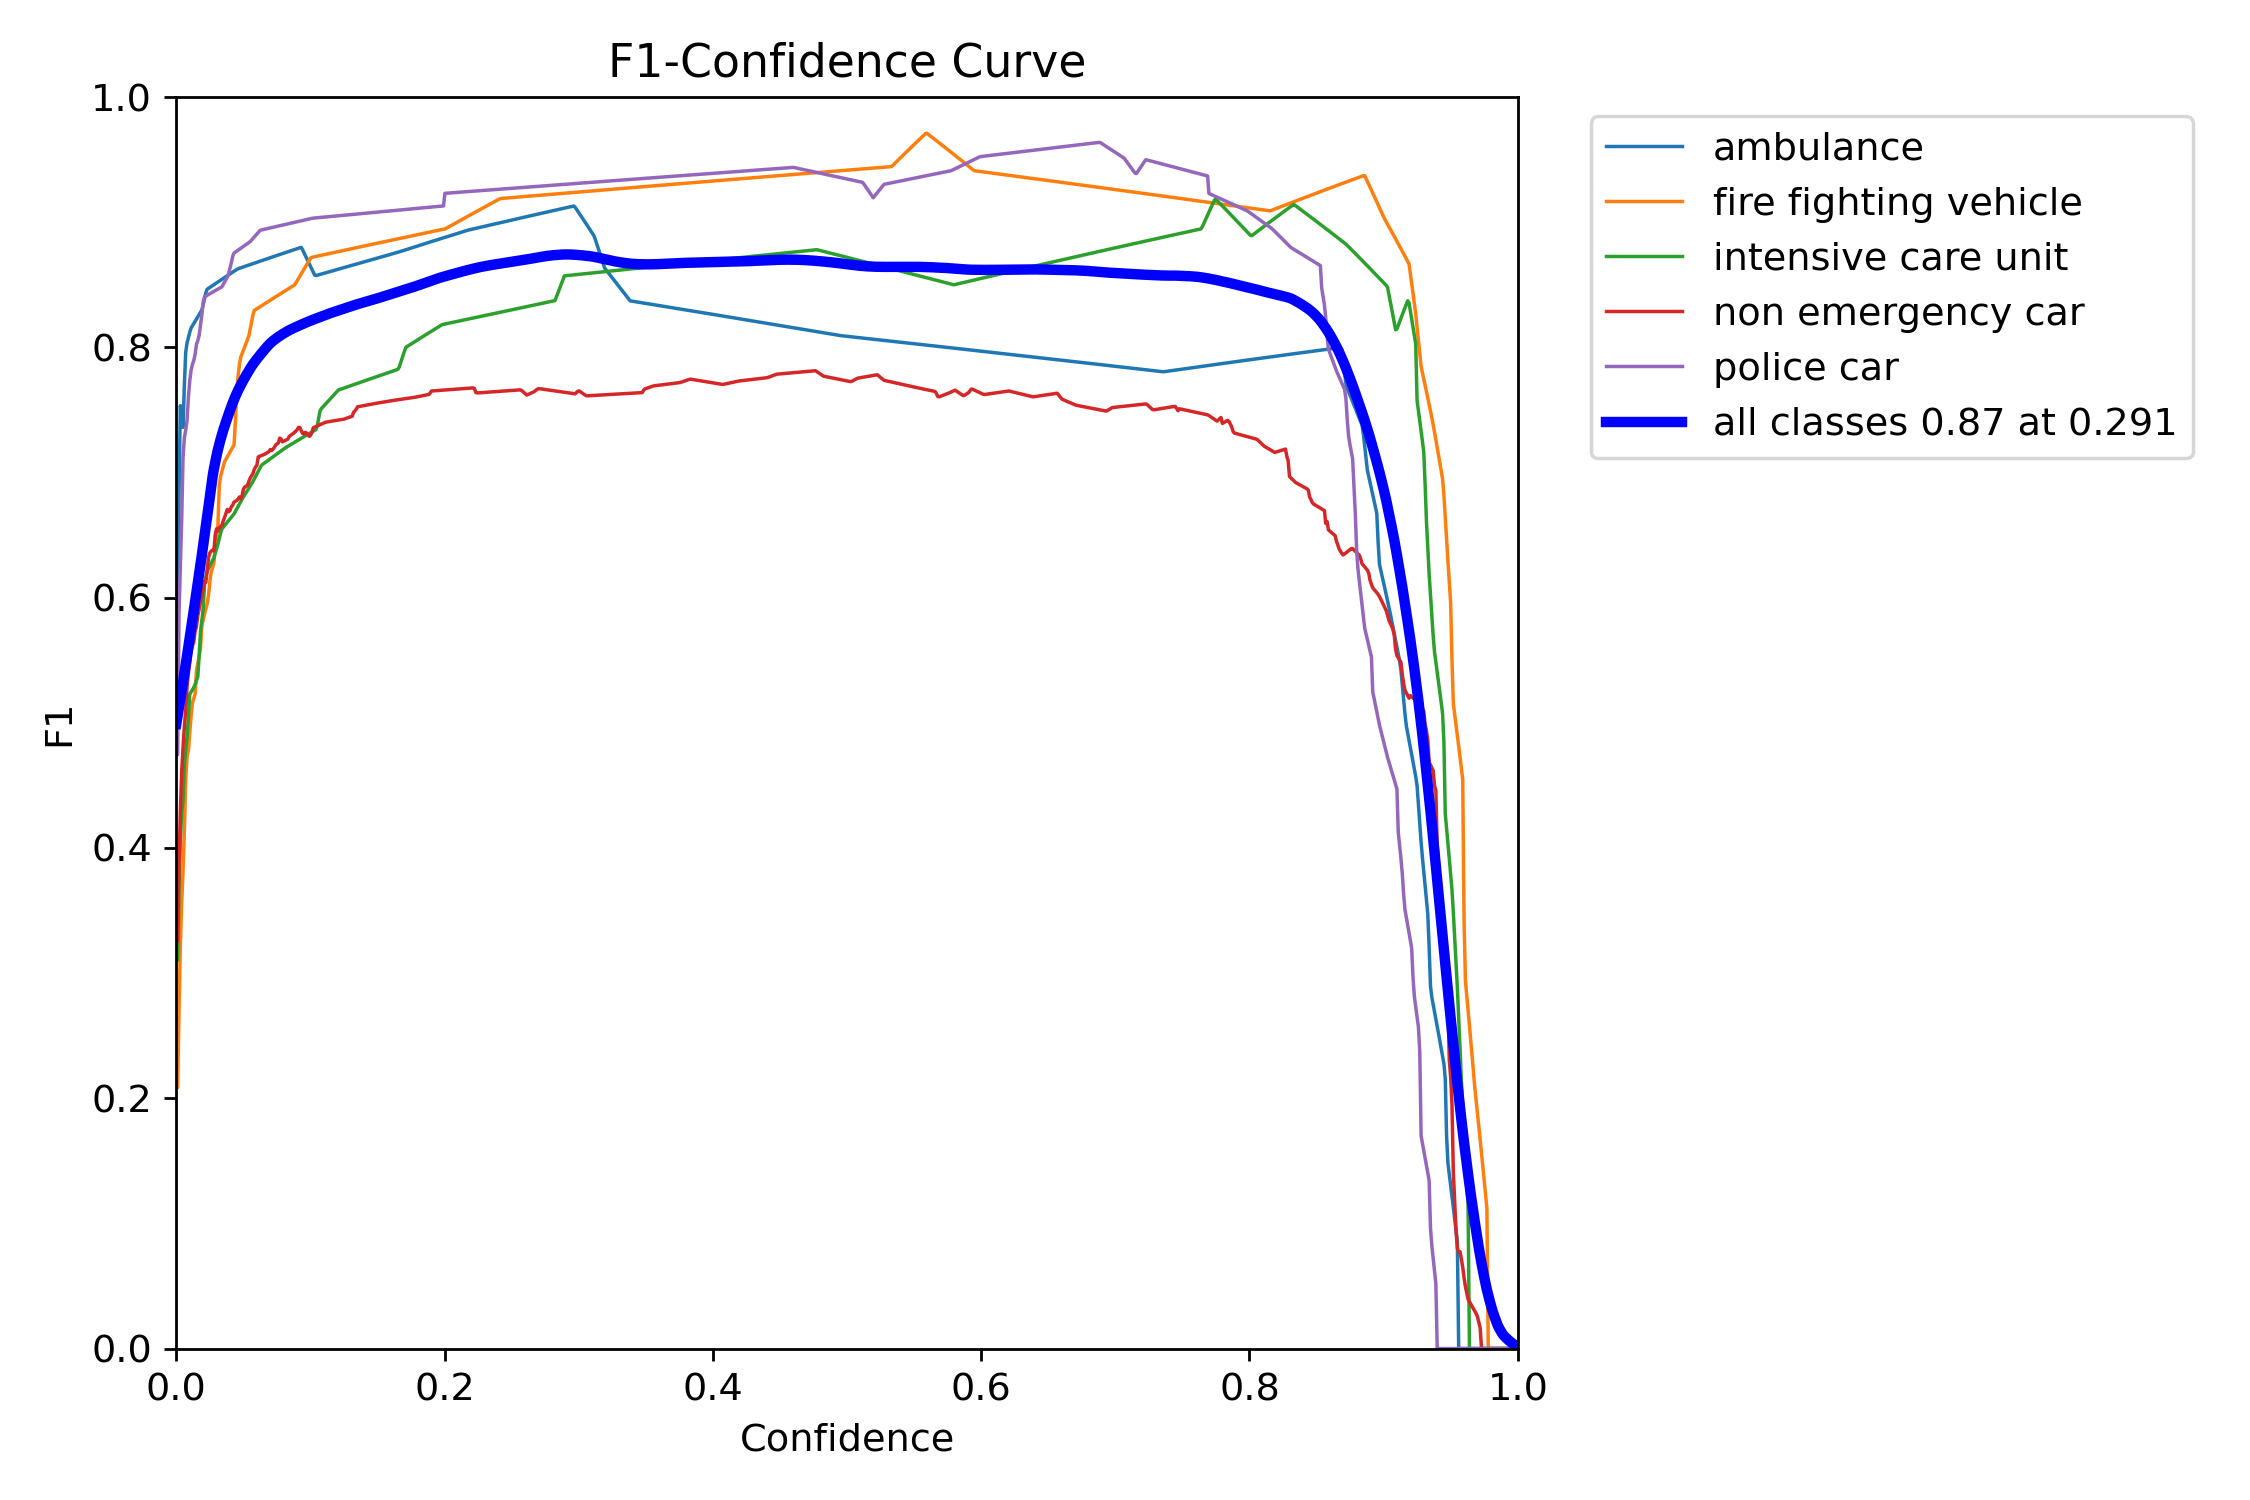 F1-Confidence Curve
1.0
0.8
0.6
0.4
0.2
0.0
F1
0.0 0.2 0.4 0.6 0.8 1.0
Confidence
ambulance
fire fighting vehicle
intensive care unit
non emergency car
police car
all classes 0.87 at 0.291